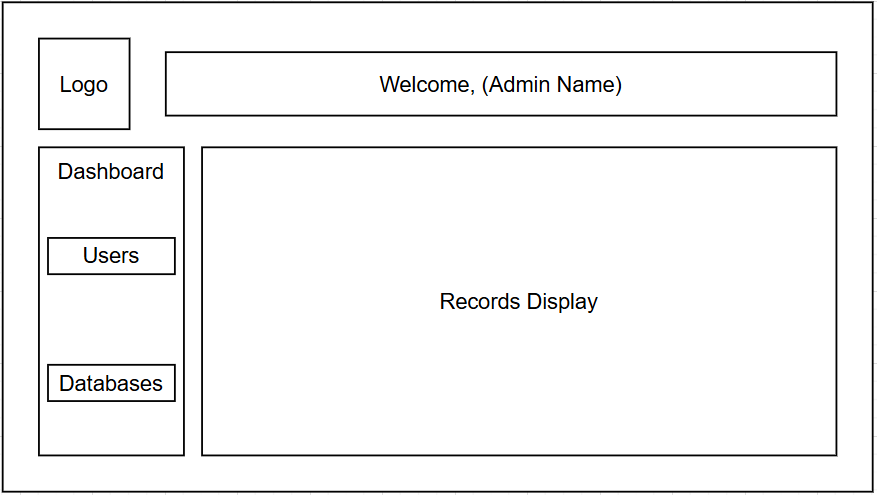 Logo
Welcome, (Admin Name)
Dashboard
Users
Databases
Records Display